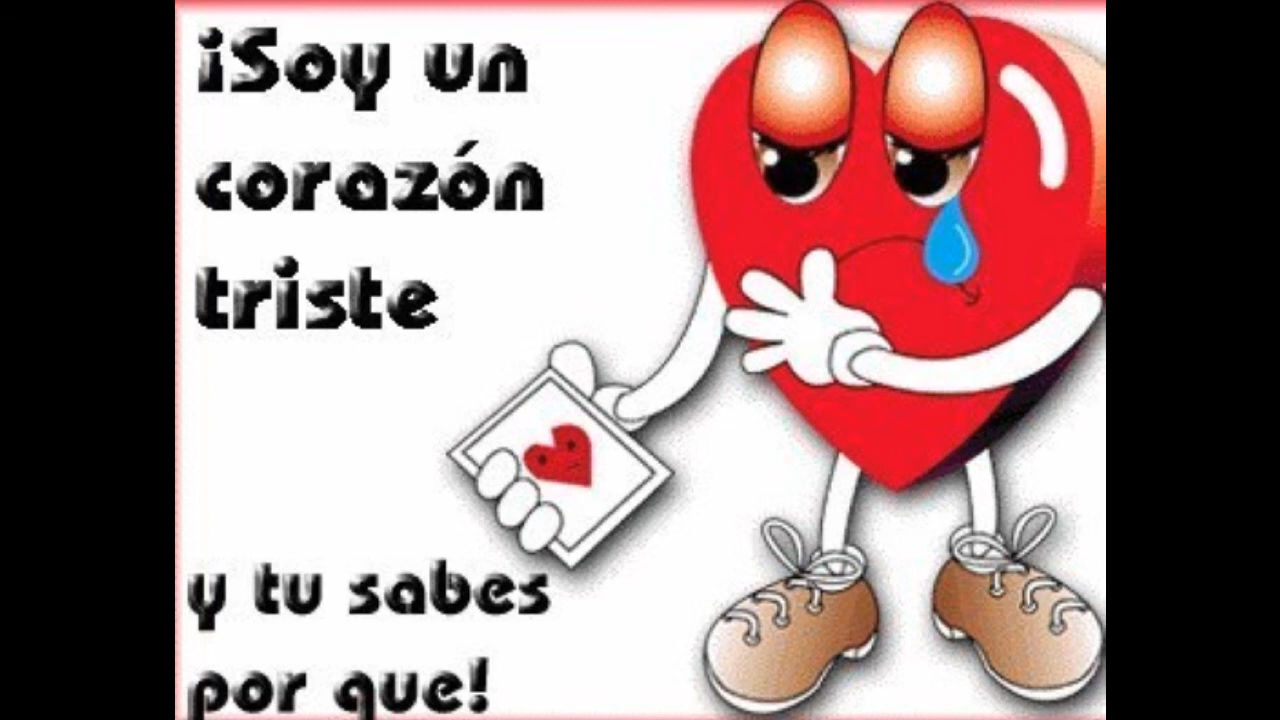 ¡Soy un
corazón
triste
y tu sabes
por que!